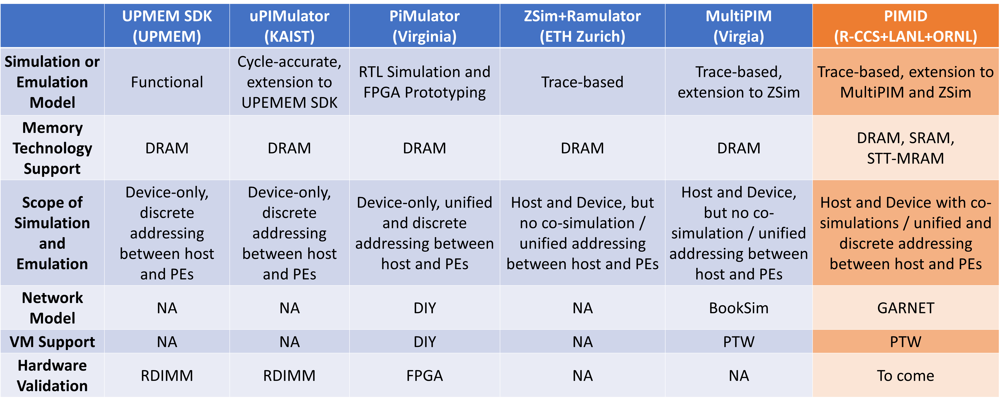 UPMEM SDK
(UPMEM)
uPIMulator
(KAIST)
PiMulator
(Virginia)
ZSim+Ramulator
(ETH Zurich)
MultiPIM
(Virgia)
PIMID
(R-CCS+LANL+ORNL)
Simulation or
Emulation
Model
Functional
Cycle-accurate,
extension to
UPEMEM SDK
RTL Simulation and
FPGA Prototyping
Trace-based
Trace-based,
extension to ZSim
Trace-based, extension to
MultiPIM and ZSim
Memory
Technology
Support
DRAM
DRAM
DRAM
DRAM
DRAM
DRAM, SRAM,
STT-MRAM
Scope of
Simulation
and
Emulation
Device-only,
discrete
addressing
between host
and PEs
Device-only,
discrete
addressing
between host
and PEs
Device-only, unified
and discrete
addressing between
host and PEs
Host and Device, but
no co-simulation /
unified addressing
between host and PEs
Host and Device,
but no co-
simulation / unified
addressing between
host and PEs
Host and Device with co-
simulations / unified and
discrete addressing
between host and PEs
Network
Model
NA
NA
DIY
NA
BookSim
GARNET
VM Support
NA
NA
DIY
NA
PTW
PTW
Hardware
Validation
RDIMM
RDIMM
FPGA
NA
NA
To come